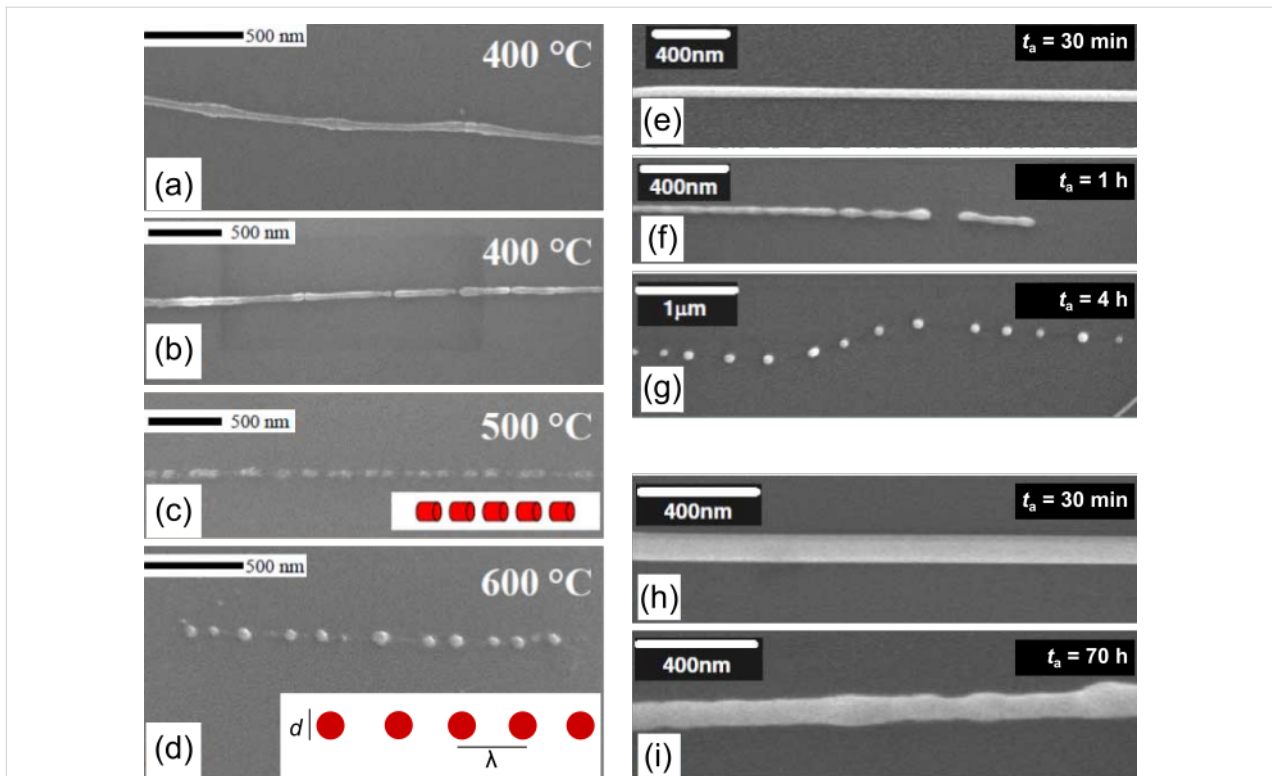 500 nm
400 °C
(a)
500 nm
400 °C
(b)
500 nm
500 °C
(c)
500 nm
600 °C
d
λ
(d)
400nm
ta = 30 min
(e)
400nm
ta = 1 h
(f)
1μm
ta = 4 h
(g)
400nm
ta = 30 min
(h)
400nm
ta = 70 h
(i)